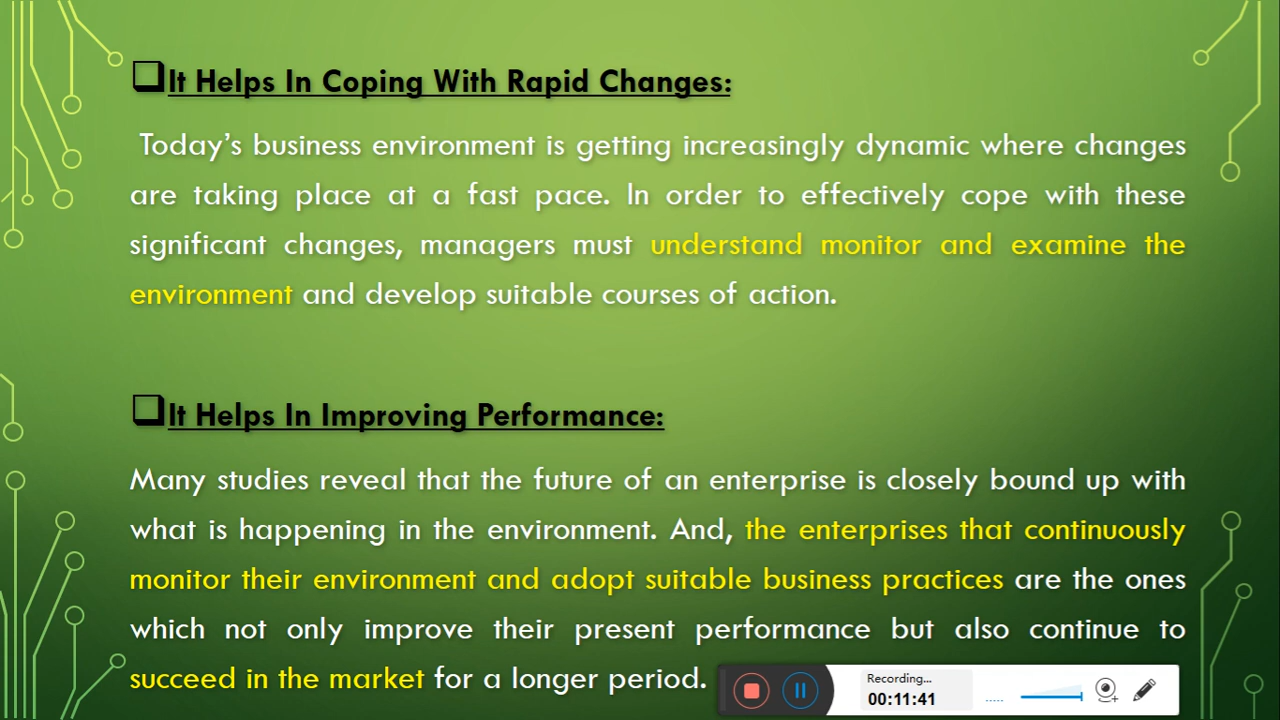 It Helps In Coping With Rapid Changes:
Today's business environment is getting increasingly dynamic where changes
are taking place at a fast pace. In order to effectively cope with these
significant changes, managers must understand monitor and examine the
environment and develop suitable courses of action.
It Helps In Improving Performance:
Many studies reveal that the future of an enterprise is closely bound up with
what is happening in the environment. And, the enterprises that continuously
monitor their environment and adopt suitable business practices are the ones
which not only improve their present performance but also continue to
succeed in the market for a longer period.
Recording...
00:11:41